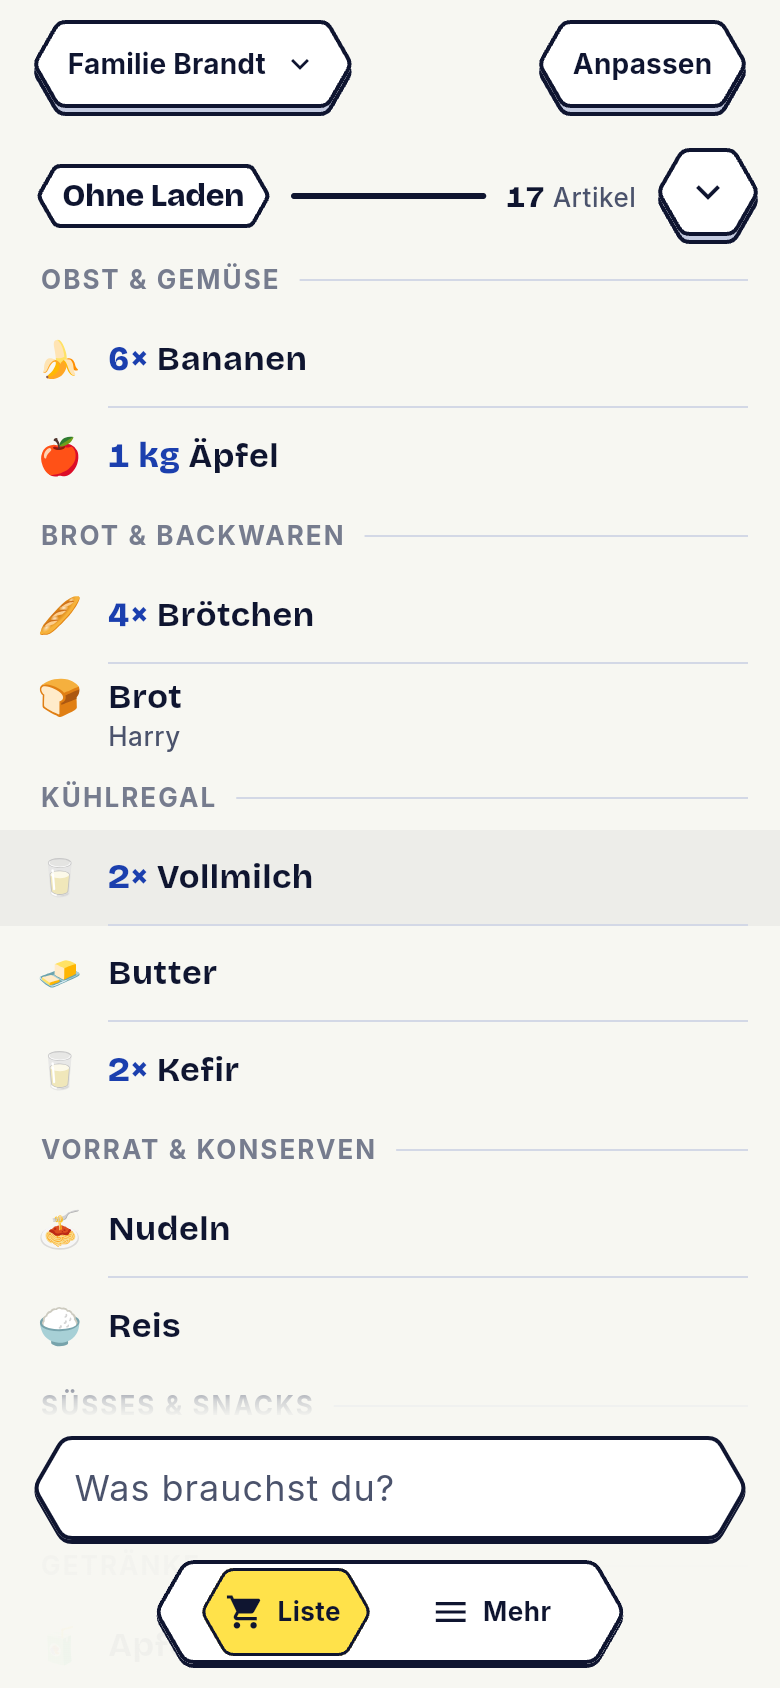 Familie Brandt
Anpassen
Ohne Laden
17 Artikel
OBST & GEMÜSE
6× Bananen
1 kg Äpfel
BROT & BACKWAREN
4× Brötchen
Brot
Harry
KÜHLREGAL
2× Vollmilch
Butter
2× Kefir
VORRAT & KONSERVEN
Nudeln
Reis
SÜSSES & SNACKS
Was brauchst du?
Liste
Mehr